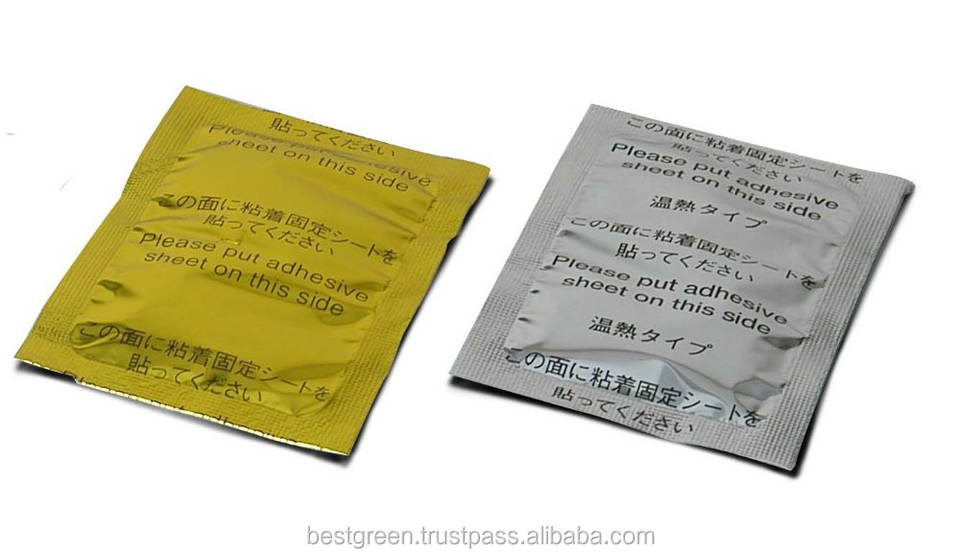 貼ってください
Please put adhesive
sheet on this side
この面に粘着固定シートを
貼ってください
Please put adhesive
sheet on this side
この面に粘着固定シートを
貼ってください
この面に粘着固定シートを
貼ってください
Please put adhesive
sheet on this side
温熱タイプ
この面に粘着固定シートを
貼ってください
Please put adhesive
sheet on this side
温熱タイプ
この面に粘着固定シートを
貼ってください
bestgreen.trustpass.alibaba.com